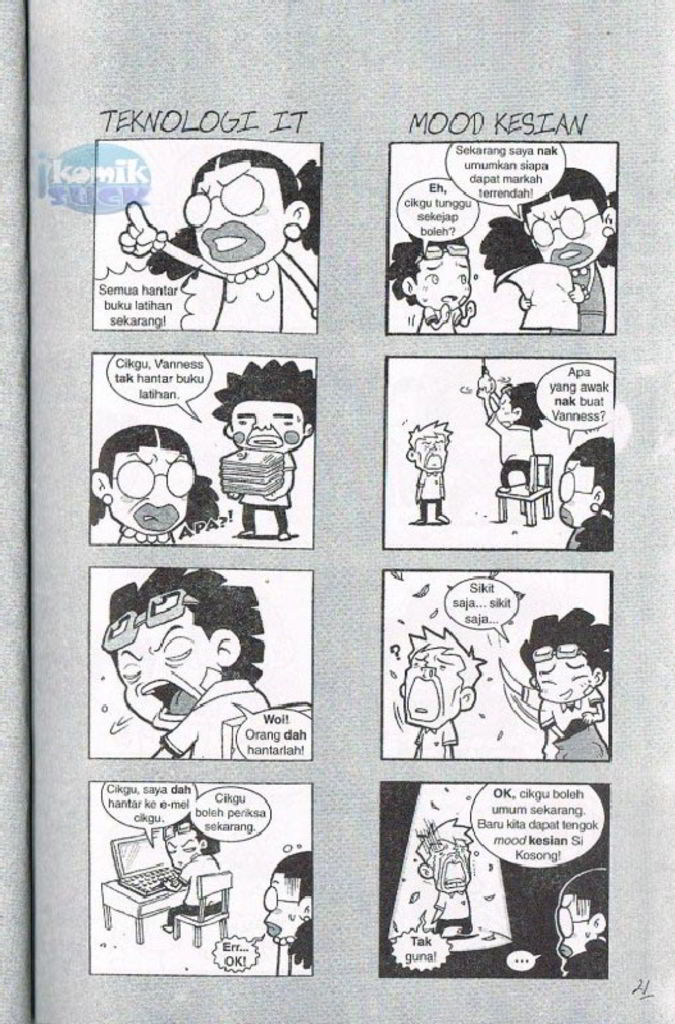 TEKNOLOGI IT
komik
SUCK
Semua hantar
buku latihan
sekarang!
Cikgu, Vanness
tak hantar buku
latihan.
APA?!
Woi!
Orang dah
hantarlah!
Cikgu, saya dah
hantar ke e-mel
cikgu.
Cikgu
boleh periksa
sekarang.
Err...
OK!
MOOD KESIAN
Sekarang saya nak
umumkan siapa
dapat markah
terrendah!
Eh,
cikgu tunggu
sekejap
boleh?
Apa
yang awak
nak buat
Vanness?
?
Sikit
saja... sikit
saja...
OK,, cikgu boleh
umum sekarang.
Baru kita dapat tengok
mood kesian Si
Kosong!
Tak
guna!
...
21